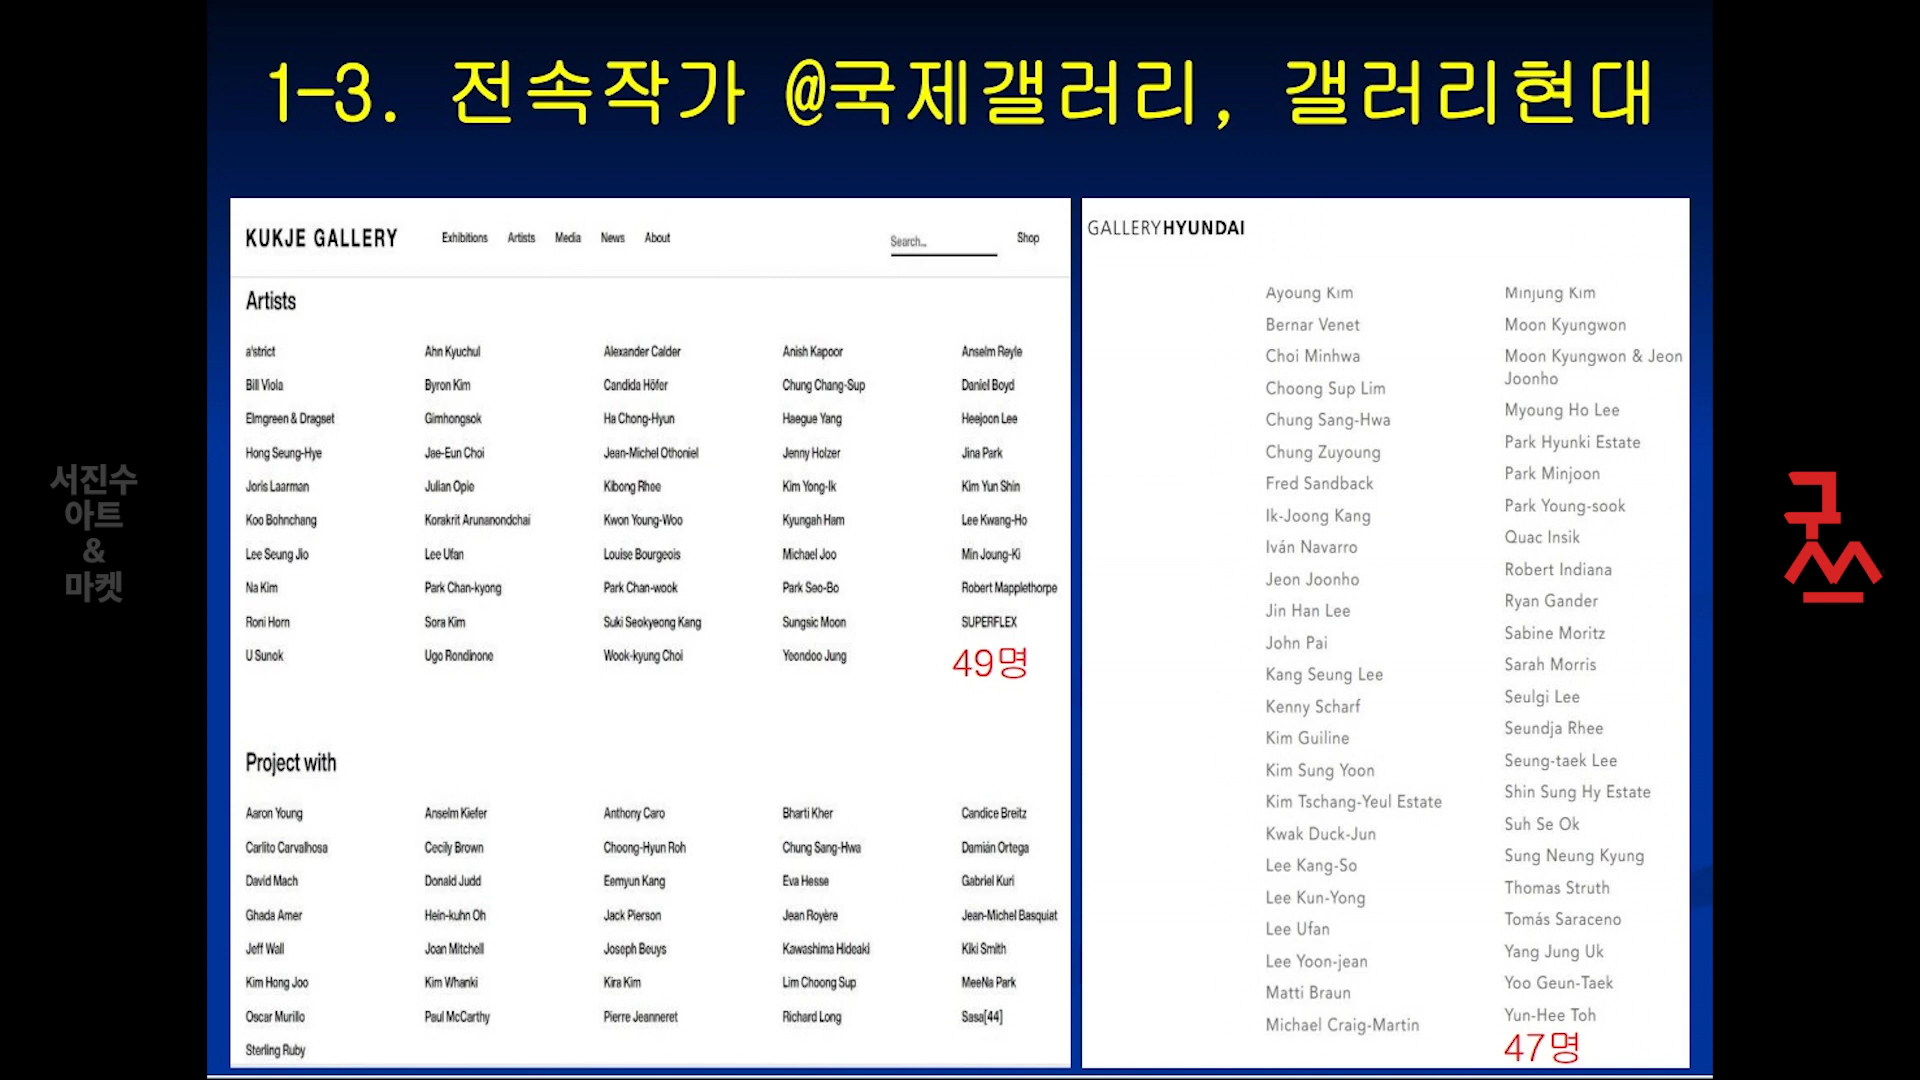 1-3. 전속작가 @국제갤러리, 갤러리현대
서진수
아트
&
마켓
KUKJE GALLERY Exhibitions Artists Media News About Search... Shop
Artists
a'strict Ahn Kyuchul Alexander Calder Anish Kapoor Anselm Reyle
Bill Viola Byron Kim Candida Höfer Chung Chang-Sup Daniel Boyd
Elmgreen & Dragset Gimhongsok Ha Chong-Hyun Haegue Yang Heejoon Lee
Hong Seung-Hye Jae-Eun Choi Jean-Michel Othoniel Jenny Holzer Jina Park
Joris Laarman Julian Opie Kibong Rhee Kim Yong-Ik Kim Yun Shin
Koo Bohnchang Korakrit Arunanondchai Kwon Young-Woo Kyungah Ham Lee Kwang-Ho
Lee Seung Jio Lee Ufan Louise Bourgeois Michael Joo Min Joung-Ki
Na Kim Park Chan-kyong Park Chan-wook Park Seo-Bo Robert Mapplethorpe
Roni Horn Sora Kim Suki Seokyeong Kang Sungsic Moon SUPERFLEX
U Sunok Ugo Rondinone Wook-kyung Choi Yeondoo Jung 49명
Project with
Aaron Young Anselm Kiefer Anthony Caro Bharti Kher Candice Breitz
Carlito Carvalhosa Cecily Brown Choong-Hyun Roh Chung Sang-Hwa Damián Ortega
David Mach Donald Judd Eemyun Kang Eva Hesse Gabriel Kuri
Ghada Amer Hein-kuhn Oh Jack Pierson Jean Royère Jean-Michel Basquiat
Jeff Wall Joan Mitchell Joseph Beuys Kawashima Hideaki Kiki Smith
Kim Hong Joo Kim Whanki Kira Kim Lim Choong Sup MeeNa Park
Oscar Murillo Paul McCarthy Pierre Jeanneret Richard Long Sasa[44]
Sterling Ruby
GALLERYHYUNDAI
Ayoung Kim
Bernar Venet
Choi Minhwa
Choong Sup Lim
Chung Sang-Hwa
Chung Zuyoung
Fred Sandback
Ik-Joong Kang
Iván Navarro
Jeon Joonho
Jin Han Lee
John Pai
Kang Seung Lee
Kenny Scharf
Kim Guiline
Kim Sung Yoon
Kim Tschang-Yeul Estate
Kwak Duck-Jun
Lee Kang-So
Lee Kun-Yong
Lee Ufan
Lee Yoon-jean
Matti Braun
Michael Craig-Martin
Minjung Kim
Moon Kyungwon
Moon Kyungwon & Jeon
Joonho
Myoung Ho Lee
Park Hyunki Estate
Park Minjoon
Park Young-sook
Quac Insik
Robert Indiana
Ryan Gander
Sabine Moritz
Sarah Morris
Seulgi Lee
Seundja Rhee
Seung-taek Lee
Shin Sung Hy Estate
Suh Se Ok
Sung Neung Kyung
Thomas Struth
Tomás Saraceno
Yang Jung Uk
Yoo Geun-Taek
Yun-Hee Toh
47명